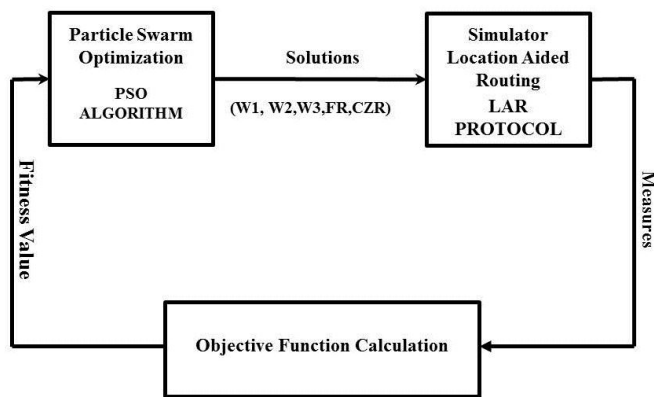 Particle Swarm
Optimization
PSO
ALGORITHM
Solutions
(W1, W2,W3,FR,CZR)
Simulator
Location Aided
Routing
LAR
PROTOCOL
Measures
Objective Function Calculation
Fitness Value